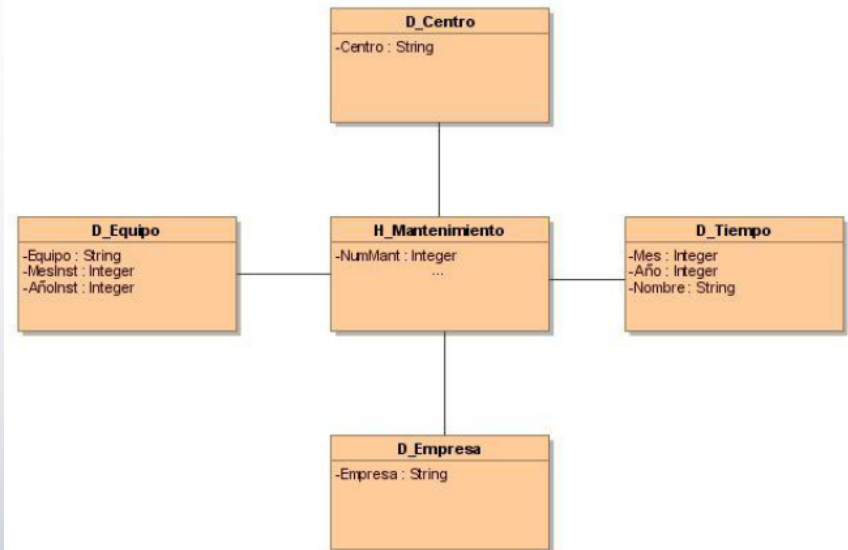 D_Centro
-Centro : String
D_Equipo
-Equipo : String
-MesInst : Integer
-AñoInst : Integer
H_Mantenimiento
-NumMant : Integer
...
D_Tiempo
-Mes : Integer
-Año : Integer
-Nombre : String
D_Empresa
-Empresa : String